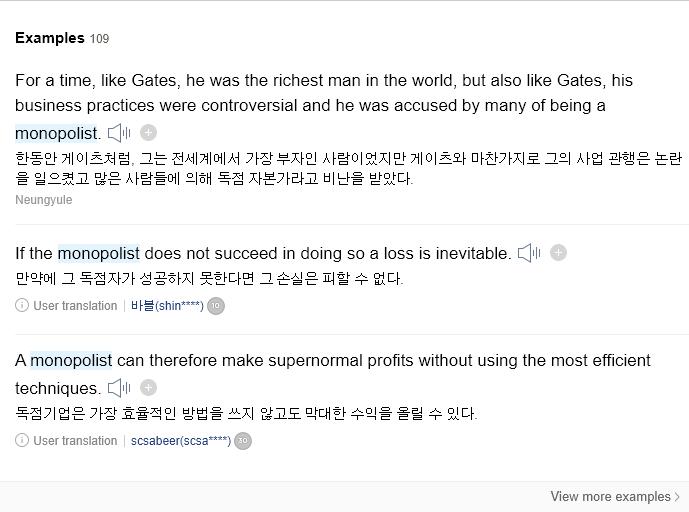 Examples 109
For a time, like Gates, he was the richest man in the world, but also like Gates, his
business practices were controversial and he was accused by many of being a
monopolist.
한동안 게이츠처럼, 그는 전세계에서 가장 부자인 사람이었지만 게이츠와 마찬가지로 그의 사업 관행은 논란
을 일으켰고 많은 사람들에 의해 독점 자본가라고 비난을 받았다.
Neungyule
If the monopolist does not succeed in doing so a loss is inevitable.
만약에 그 독점자가 성공하지 못한다면 그 손실은 피할 수 없다.
User translation | 바블(shin****) 10
A monopolist can therefore make supernormal profits without using the most efficient
techniques.
독점기업은 가장 효율적인 방법을 쓰지 않고도 막대한 수익을 올릴 수 있다.
User translation | scsabeer(scsa****) 30
View more examples